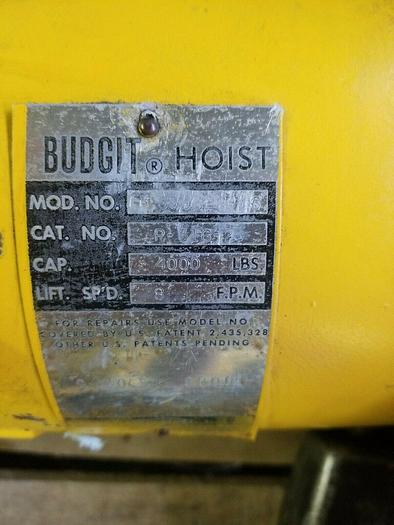 BUDGIT ® HOIST
MOD. NO.
CAT. NO.
CAP. 4000 LBS.
LIFT. SP'D. 8 F.P.M.
FOR REPAIRS USE MODEL NO.
COVERED BY U.S. PATENT 2,435,328
OTHER U.S. PATENTS PENDING